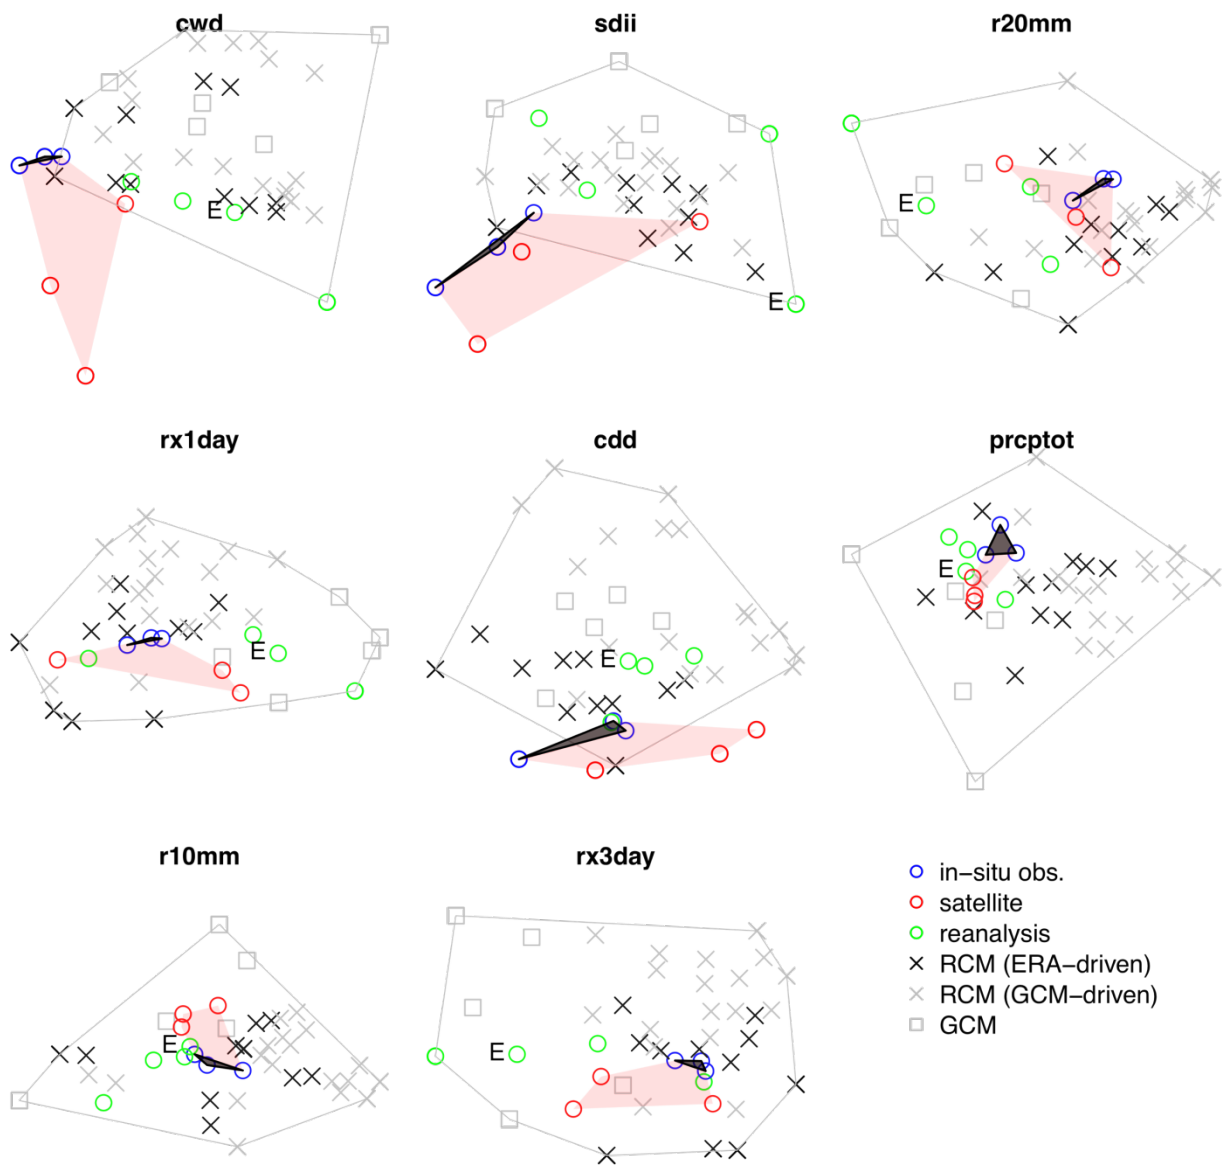 cwd
sdii
r20mm
E
E
E
rx1day
cdd
prcptot
E
E
E
r10mm
rx3day
E
E
in−situ obs.
satellite
reanalysis
RCM (ERA−driven)
RCM (GCM−driven)
GCM